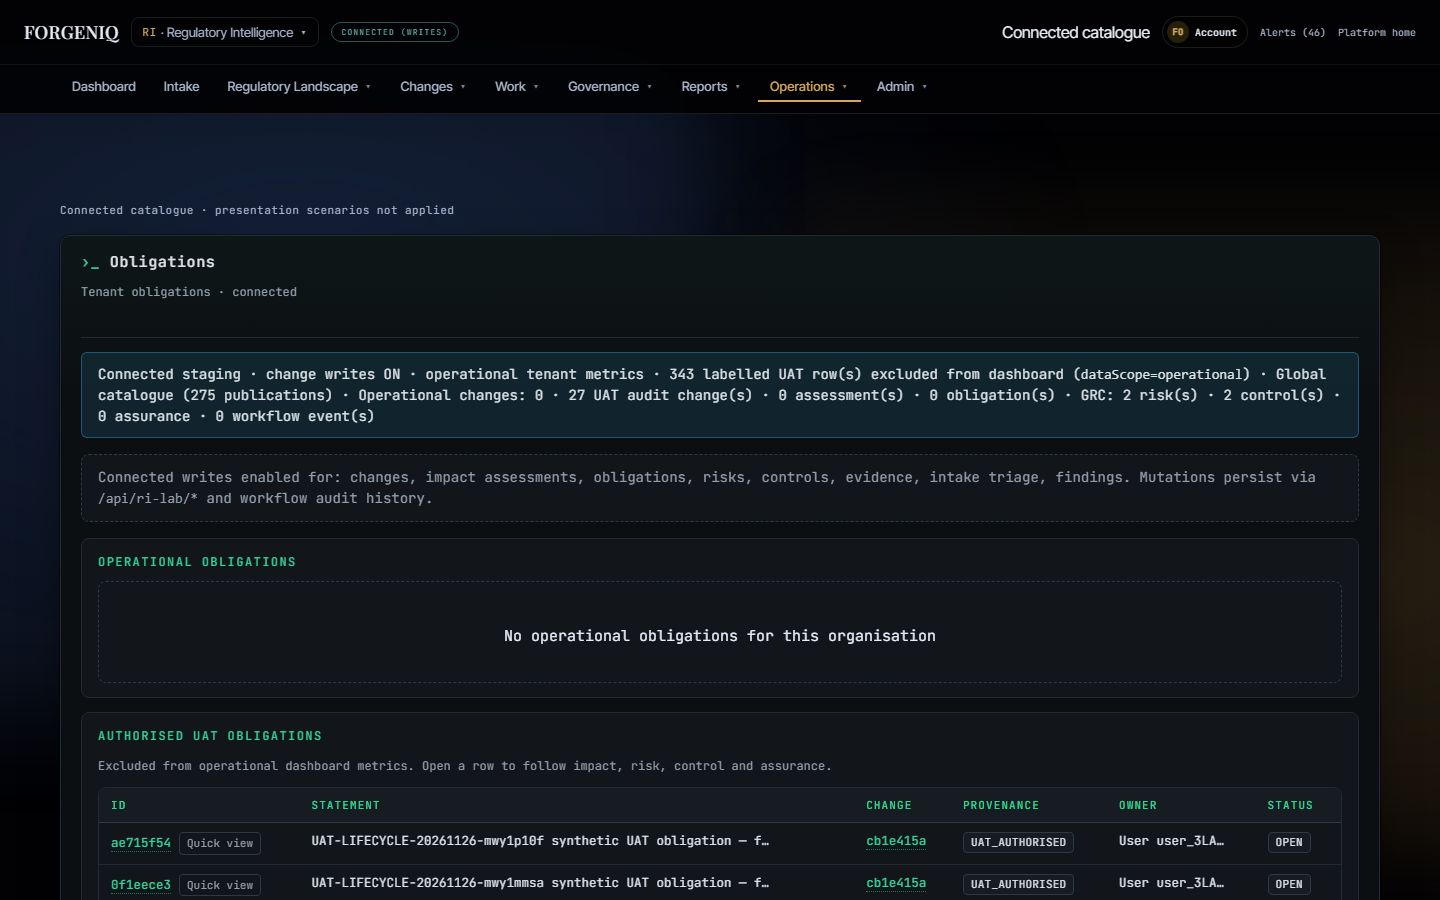 FORGENIQ RI · Regulatory Intelligence ▾ CONNECTED (WRITES) Connected catalogue FO Account Alerts (46) Platform home
Dashboard Intake Regulatory Landscape ▾ Changes ▾ Work ▾ Governance ▾ Reports ▾ Operations ▾ Admin ▾
Connected catalogue · presentation scenarios not applied
›_ Obligations
Tenant obligations · connected
Connected staging · change writes ON · operational tenant metrics · 343 labelled UAT row(s) excluded from dashboard (dataScope=operational) · Global
catalogue (275 publications) · Operational changes: 0 · 27 UAT audit change(s) · 0 assessment(s) · 0 obligation(s) · GRC: 2 risk(s) · 2 control(s) ·
0 assurance · 0 workflow event(s)
Connected writes enabled for: changes, impact assessments, obligations, risks, controls, evidence, intake triage, findings. Mutations persist via
/api/ri-lab/* and workflow audit history.
OPERATIONAL OBLIGATIONS
No operational obligations for this organisation
AUTHORISED UAT OBLIGATIONS
Excluded from operational dashboard metrics. Open a row to follow impact, risk, control and assurance.
ID STATEMENT CHANGE PROVENANCE OWNER STATUS
ae715f54 Quick view UAT-LIFECYCLE-20261126-mwy1p10f synthetic UAT obligation — f… cb1e415a UAT_AUTHORISED User user_3LA… OPEN
0f1eece3 Quick view UAT-LIFECYCLE-20261126-mwy1mmsa synthetic UAT obligation — f… cb1e415a UAT_AUTHORISED User user_3LA… OPEN